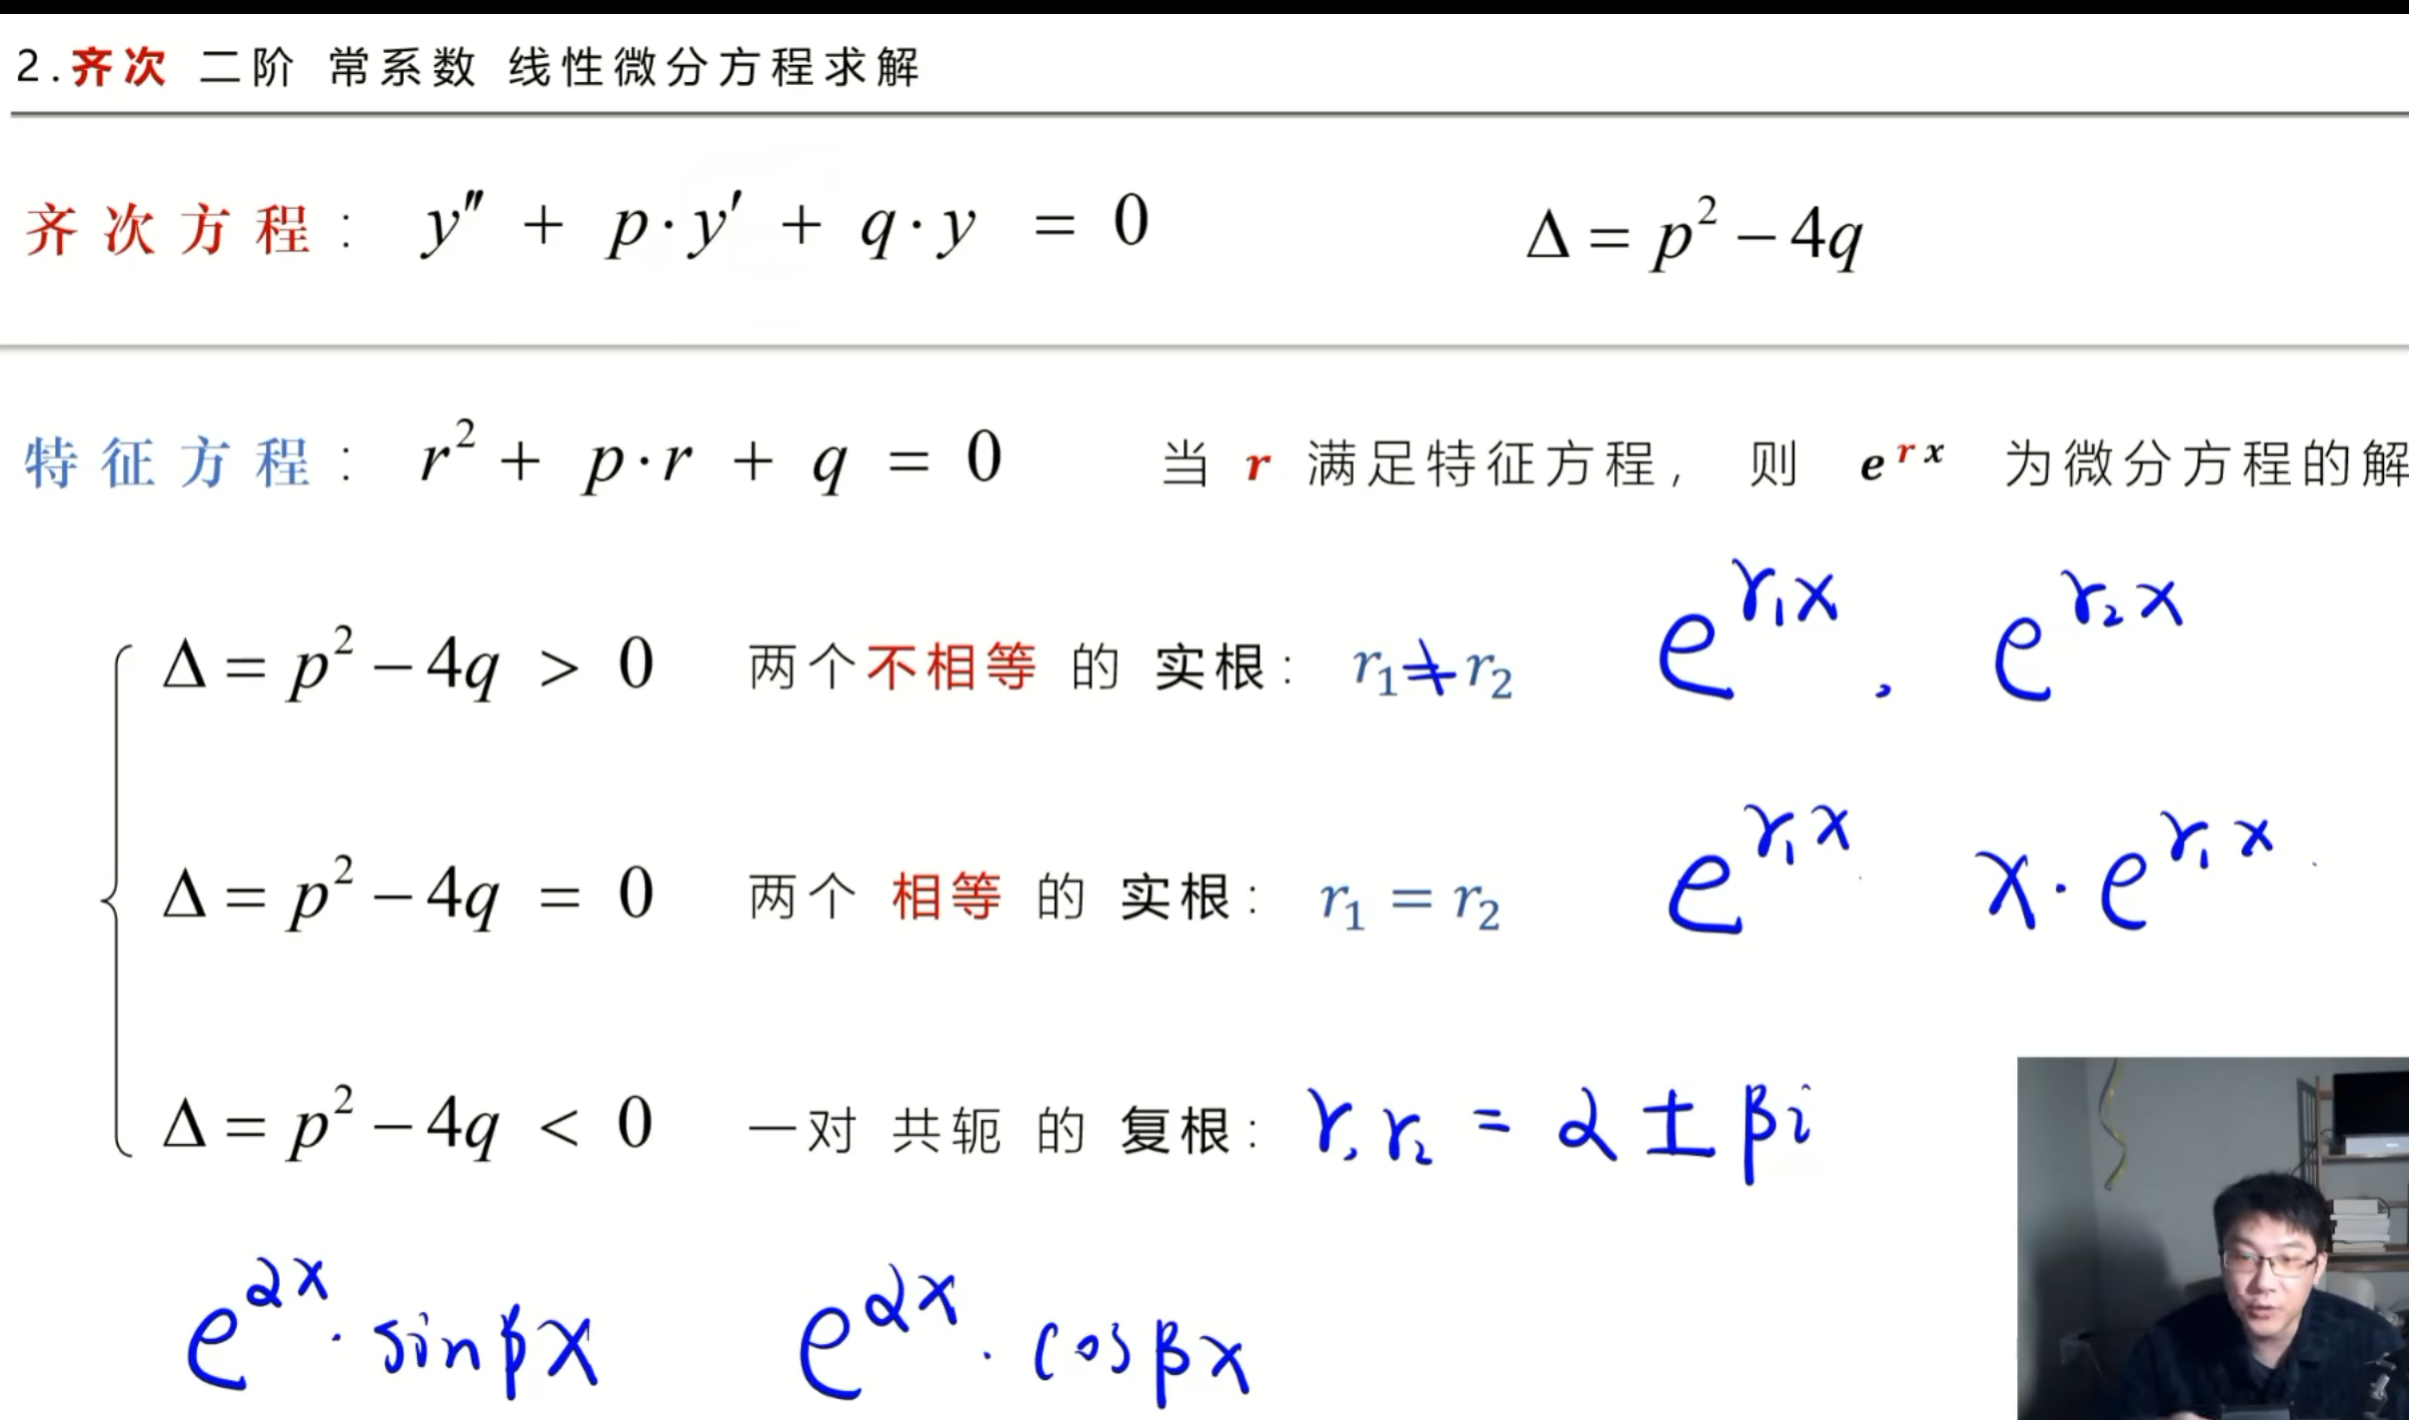 2.齐次 二阶 常系数 线性微分方程求解
齐次方程： y″ + p·y′ + q·y = 0 Δ = p² − 4q
特征方程： r² + p·r + q = 0 当 r 满足特征方程， 则 e^{rx} 为微分方程的解
Δ = p² − 4q > 0 两个不相等 的 实根： r₁ ≠ r₂ e^{r₁x} , e^{r₂x}
Δ = p² − 4q = 0 两个 相等 的 实根： r₁ = r₂ e^{r₁x} x·e^{r₁x}
Δ = p² − 4q < 0 一对 共轭 的 复根： r₁ r₂ = α ± βi
e^{αx} · sinβx e^{αx} · cosβx